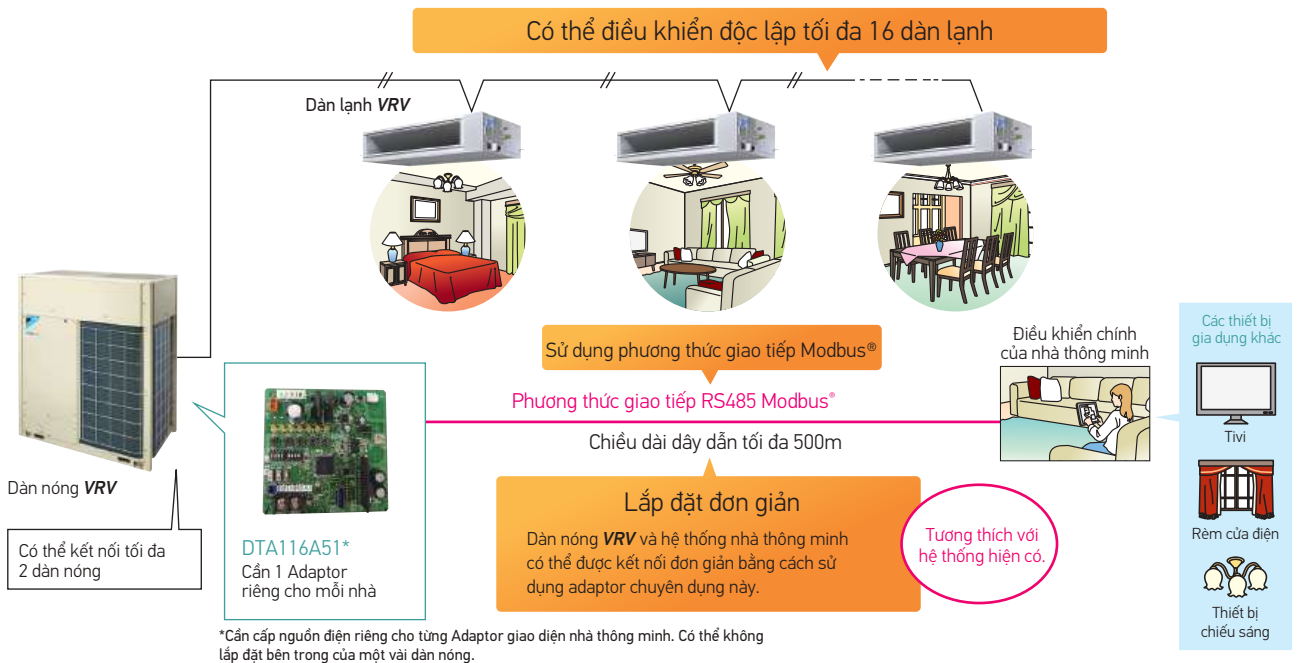 Có thể điều khiển độc lập tối đa 16 dàn lạnh
Dàn lạnh VRV
Sử dụng phương thức giao tiếp Modbus®
Phương thức giao tiếp RS485 Modbus®
Chiều dài dây dẫn tối đa 500m
Điều khiển chính
của nhà thông minh
Các thiết bị
gia dụng khác
Tivi
Rèm cửa điện
Thiết bị
chiếu sáng
Dàn nóng VRV
Có thể kết nối tối đa
2 dàn nóng
DTA116A51*
Cần 1 Adaptor
riêng cho mỗi nhà
Lắp đặt đơn giản
Dàn nóng VRV và hệ thống nhà thông minh
có thể được kết nối đơn giản bằng cách sử
dụng adaptor chuyên dụng này.
Tương thích với
hệ thống hiện có.
*Cần cấp nguồn điện riêng cho từng Adaptor giao diện nhà thông minh. Có thể không
lắp đặt bên trong của một vài dàn nóng.